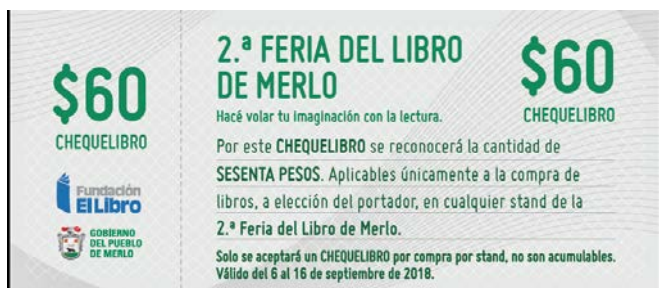 $60
CHEQUELIBRO
Fundación
El Libro
GOBIERNO
DEL PUEBLO
DE MERLO
2.ª FERIA DEL LIBRO
DE MERLO
Hacé volar tu imaginación con la lectura.
$60
CHEQUELIBRO
Por este CHEQUELIBRO se reconocerá la cantidad de
SESENTA PESOS. Aplicables únicamente a la compra de
libros, a elección del portador, en cualquier stand de la
2.ª Feria del Libro de Merlo.
Solo se aceptará un CHEQUELIBRO por compra por stand, no son acumulables.
Válido del 6 al 16 de septiembre de 2018.